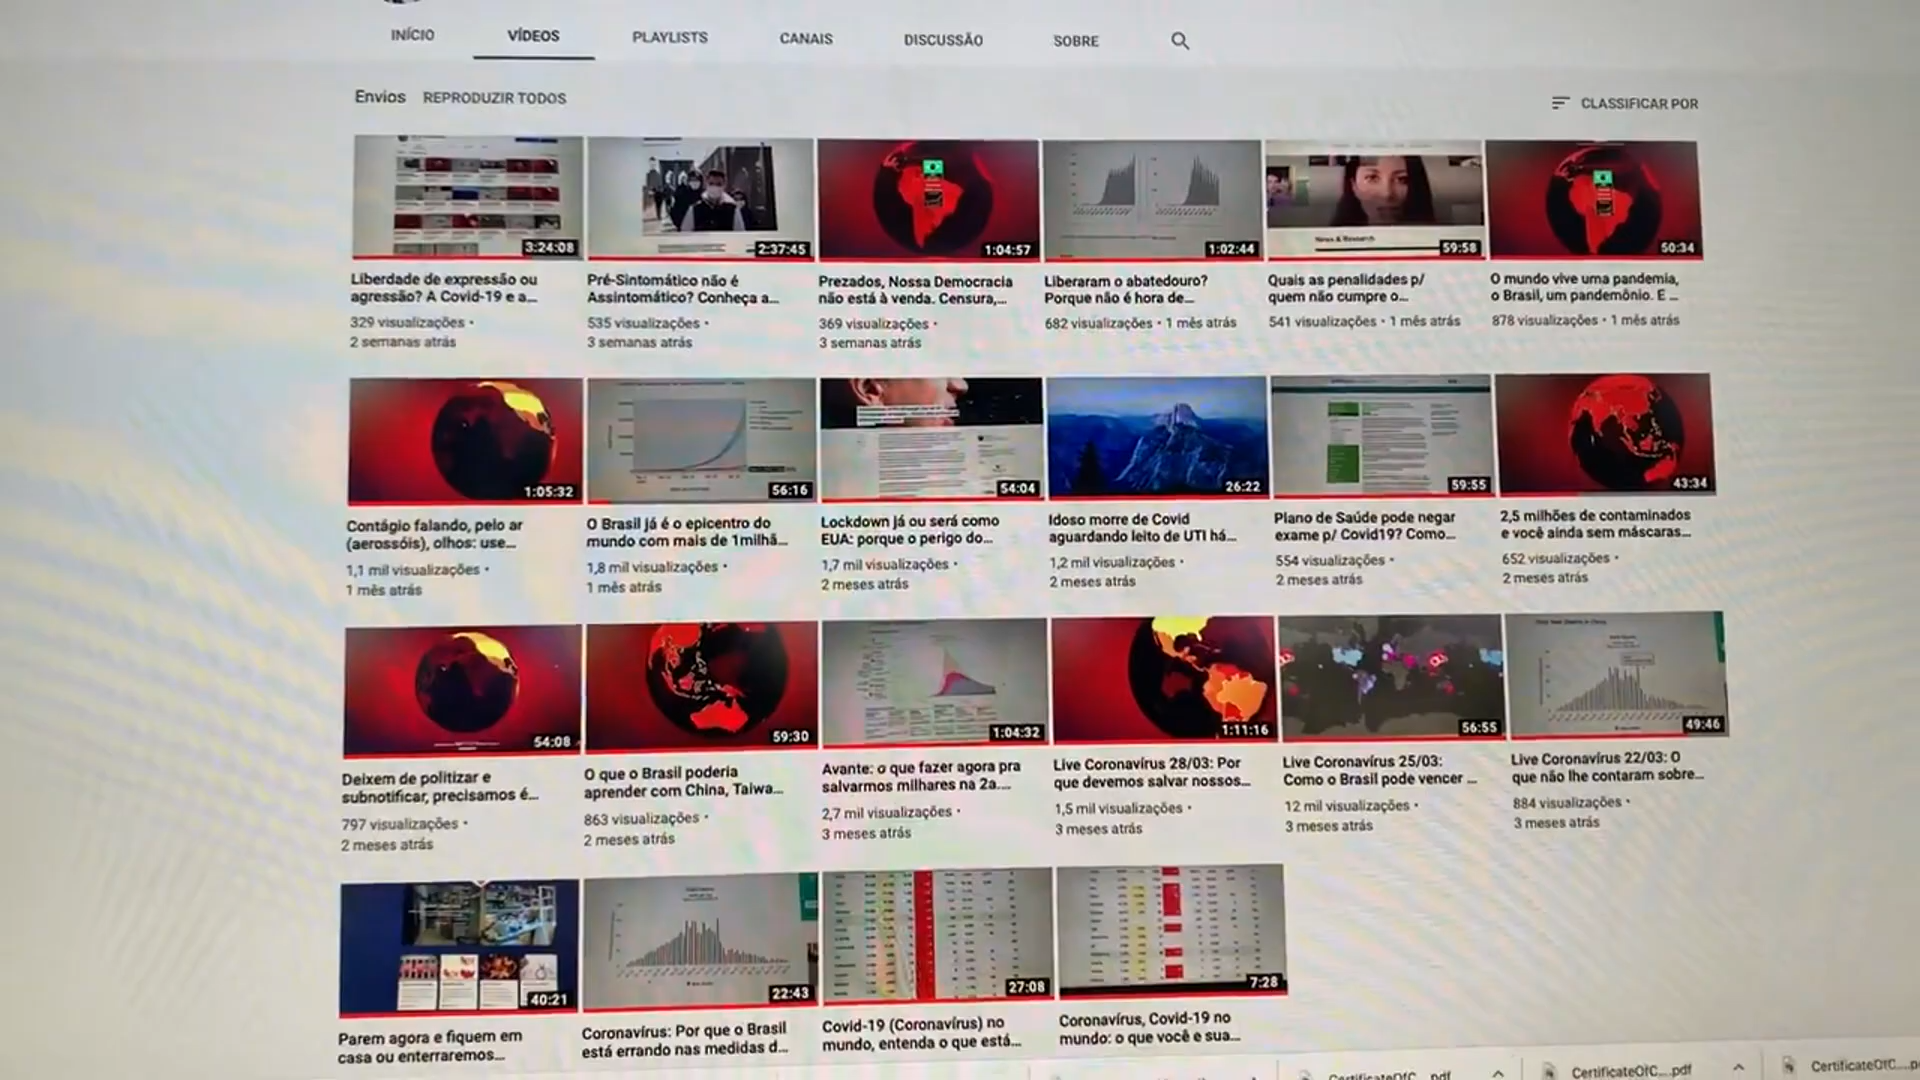 INÍCIO VÍDEOS PLAYLISTS CANAIS DISCUSSÃO SOBRE
Envios REPRODUZIR TODOS CLASSIFICAR POR
3:24:08 2:37:45 1:04:57 1:02:44 59:58 50:34
Liberdade de expressão ou
agressão? A Covid-19 e a...
329 visualizações •
2 semanas atrás
Pré-Sintomático não é
Assintomático? Conheça a...
535 visualizações •
3 semanas atrás
Prezados, Nossa Democracia
não está à venda. Censura,...
369 visualizações •
3 semanas atrás
Liberaram o abatedouro?
Porque não é hora de...
682 visualizações • 1 mês atrás
News & Research
Quais as penalidades p/
quem não cumpre o...
541 visualizações • 1 mês atrás
O mundo vive uma pandemia,
o Brasil, um pandemônio. E ...
878 visualizações • 1 mês atrás
1:05:32 56:16 54:04 26:22 59:55 43:34
Contágio falando, pelo ar
(aerossóis), olhos: use...
1,1 mil visualizações •
1 mês atrás
O Brasil já é o epicentro do
mundo com mais de 1milhã...
1,8 mil visualizações •
1 mês atrás
Lockdown já ou será como
EUA: porque o perigo do...
1,7 mil visualizações •
2 meses atrás
Idoso morre de Covid
aguardando leito de UTI há...
1,2 mil visualizações •
2 meses atrás
Plano de Saúde pode negar
exame p/ Covid19? Como...
554 visualizações •
2 meses atrás
2,5 milhões de contaminados
e você ainda sem máscaras...
652 visualizações •
2 meses atrás
54:08 59:30 1:04:32 1:11:16 56:55 49:46
Deixem de politizar e
subnotificar, precisamos é...
797 visualizações •
2 meses atrás
O que o Brasil poderia
aprender com China, Taiwa...
863 visualizações •
2 meses atrás
Avante: o que fazer agora pra
salvarmos milhares na 2a....
2,7 mil visualizações •
3 meses atrás
Live Coronavírus 28/03: Por
que devemos salvar nossos...
1,5 mil visualizações •
3 meses atrás
Live Coronavírus 25/03:
Como o Brasil pode vencer ...
12 mil visualizações •
3 meses atrás
Live Coronavírus 22/03: O
que não lhe contaram sobre...
884 visualizações •
3 meses atrás
40:21 22:43 27:08 7:28
Parem agora e fiquem em
casa ou enterraremos...
Coronavírus: Por que o Brasil
está errando nas medidas d...
Covid-19 (Coronavírus) no
mundo, entenda o que está...
Coronavírus, Covid-19 no
mundo: o que você e sua...
CertificateOfC....pdf CertificateOfC....pdf CertificateOfC....p